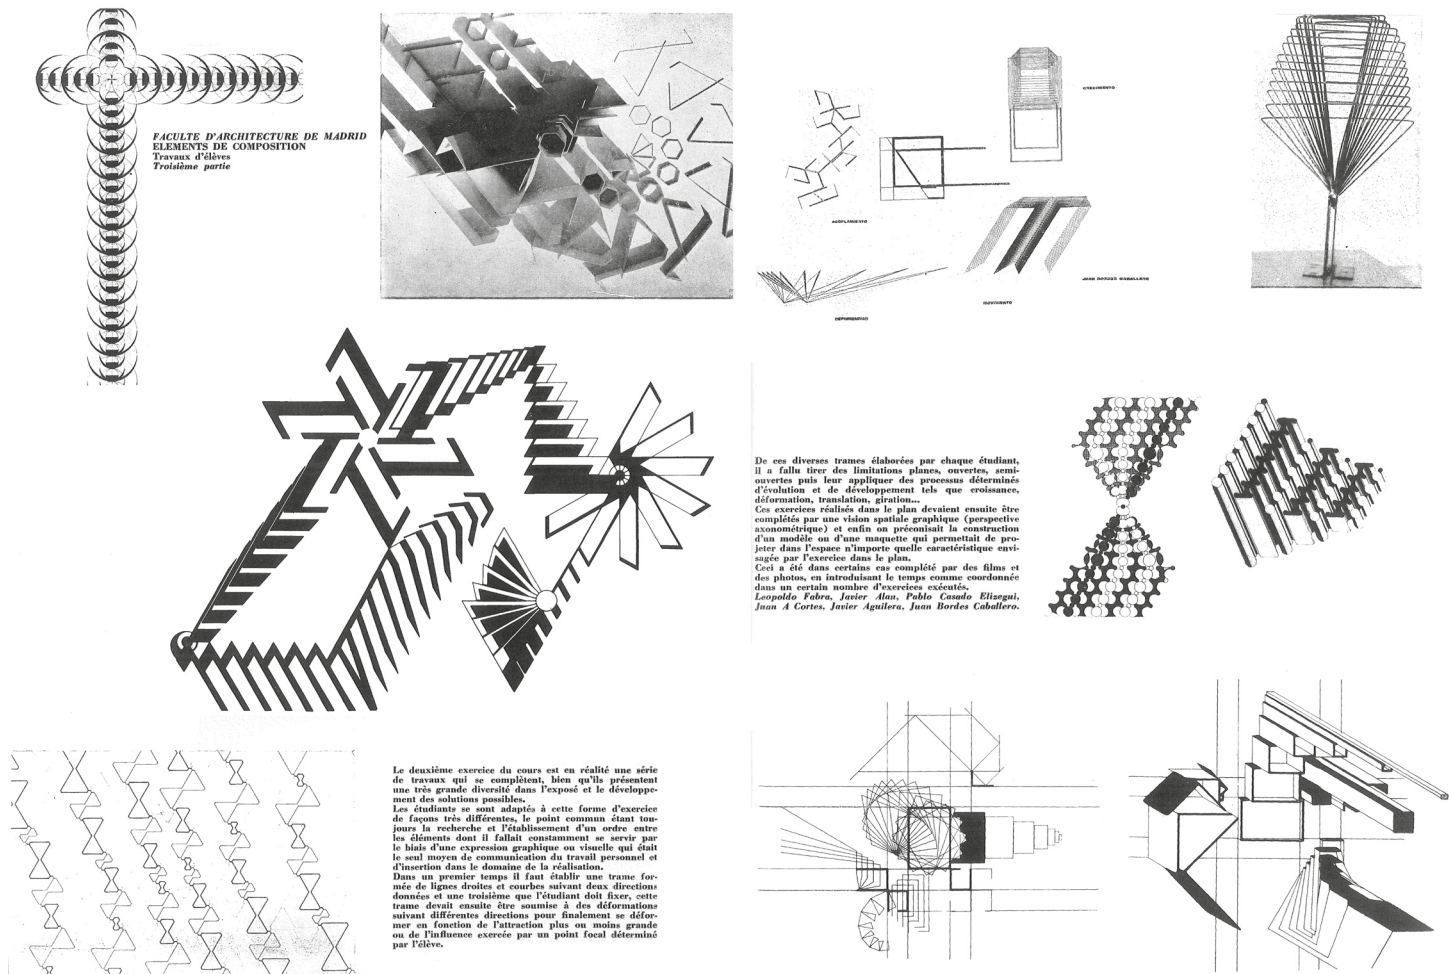 FACULTE D'ARCHITECTURE DE MADRID
ELEMENTS DE COMPOSITION
Travaux d'élèves
Troisième partie
CRECIMIENTO
ACOPLAMIENTO
JUAN BORDES CABALLERO
MOVIMIENTO
De ces diverses trames élaborées par chaque étudiant,
il a fallu tirer des limitations planes, ouvertes, semi-
ouvertes puis leur appliquer des processus déterminés
d'évolution et de développement tels que croissance,
déformation, translation, giration...
Ces exercices réalisés dans le plan devaient ensuite être
complétés par une vision spatiale graphique (perspective
axonométrique) et enfin on préconisait la construction
d'un modèle ou d'une maquette qui permettait de pro-
jeter dans l'espace n'importe quelle caractéristique envi-
sagée par l'exercice dans le plan.
Ceci a été dans certains cas complété par des films et
des photos, en introduisant le temps comme coordonnée
dans un certain nombre d'exercices exécutés.
Leopoldo Fabra, Javier Alau, Pablo Casado Elizegui,
Juan A Cortes, Javier Aguilera, Juan Bordes Caballero.
Le deuxième exercice du cours est en réalité une série
de travaux qui se complètent, bien qu'ils présentent
une très grande diversité dans l'exposé et le développe-
ment des solutions possibles.
Les étudiants se sont adaptés à cette forme d'exercice
de façons très différentes, le point commun étant tou-
jours la recherche et l'établissement d'un ordre entre
les éléments dont il fallait constamment se servir par
le biais d'une expression graphique ou visuelle qui était
le seul moyen de communication du travail personnel et
d'insertion dans le domaine de la réalisation.
Dans un premier temps il faut établir une trame for-
mée de lignes droites et courbes suivant deux directions
données et une troisième que l'étudiant doit fixer, cette
trame devait ensuite être soumise à des déformations
suivant différentes directions pour finalement se défor-
mer en fonction de l'attraction plus ou moins grande
ou de l'influence exercée par un point focal déterminé
par l'élève.